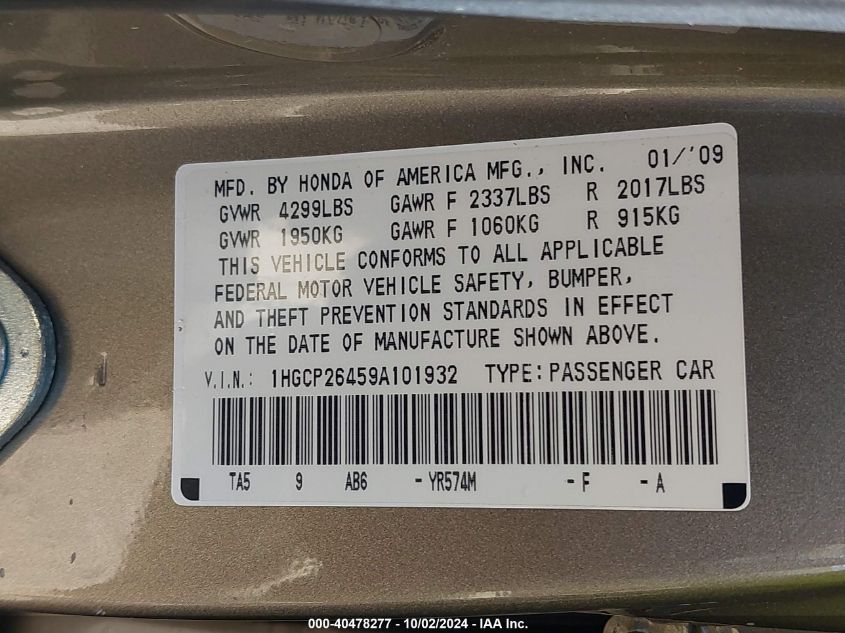 MFD. BY HONDA OF AMERICA MFG., INC. 01/'09
GVWR 4299LBS GAWR F 2337LBS R 2017LBS
GVWR 1950KG GAWR F 1060KG R 915KG
THIS VEHICLE CONFORMS TO ALL APPLICABLE
FEDERAL MOTOR VEHICLE SAFETY, BUMPER,
AND THEFT PREVENTION STANDARDS IN EFFECT
ON THE DATE OF MANUFACTURE SHOWN ABOVE.
V.I.N.: 1HGCP26459A101932 TYPE: PASSENGER CAR
TA5 9 AB6 - YR574M - F - A
000-40478277 - 10/02/2024 - IAA Inc.